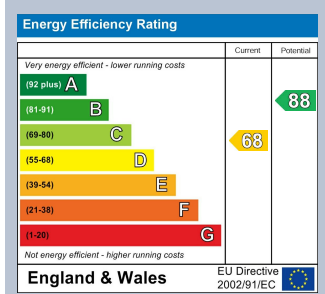 Energy Efficiency Rating
Current Potential
Very energy efficient - lower running costs
(92 plus) A
(81-91) B
88
(69-80) C
68
(55-68) D
(39-54) E
(21-38) F
(1-20) G
Not energy efficient - higher running costs
England & Wales
EU Directive
2002/91/EC